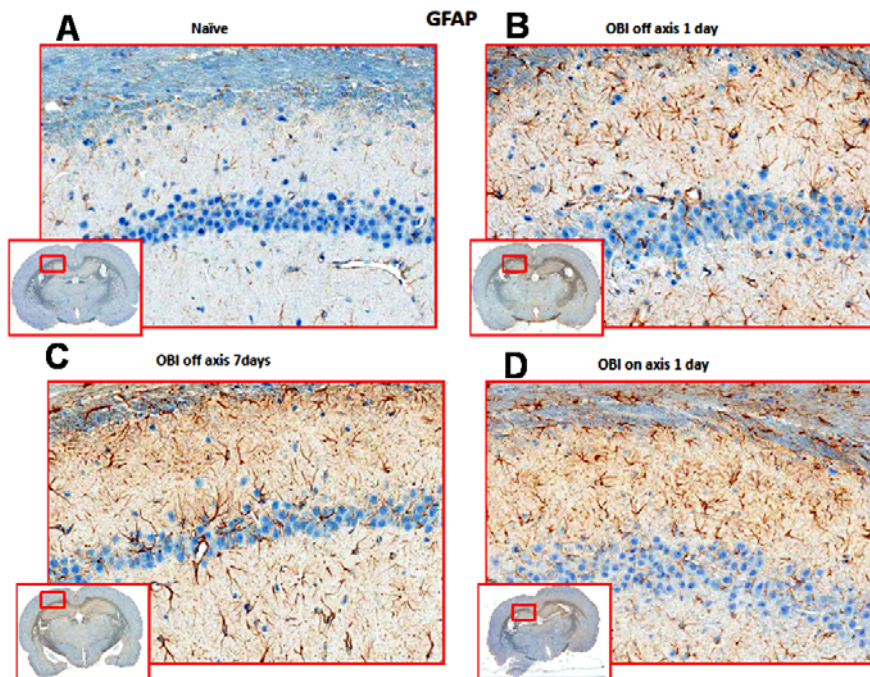 GFAP
A
Naïve
B
OBI off axis 1 day
C
OBI off axis 7days
D
OBI on axis 1 day